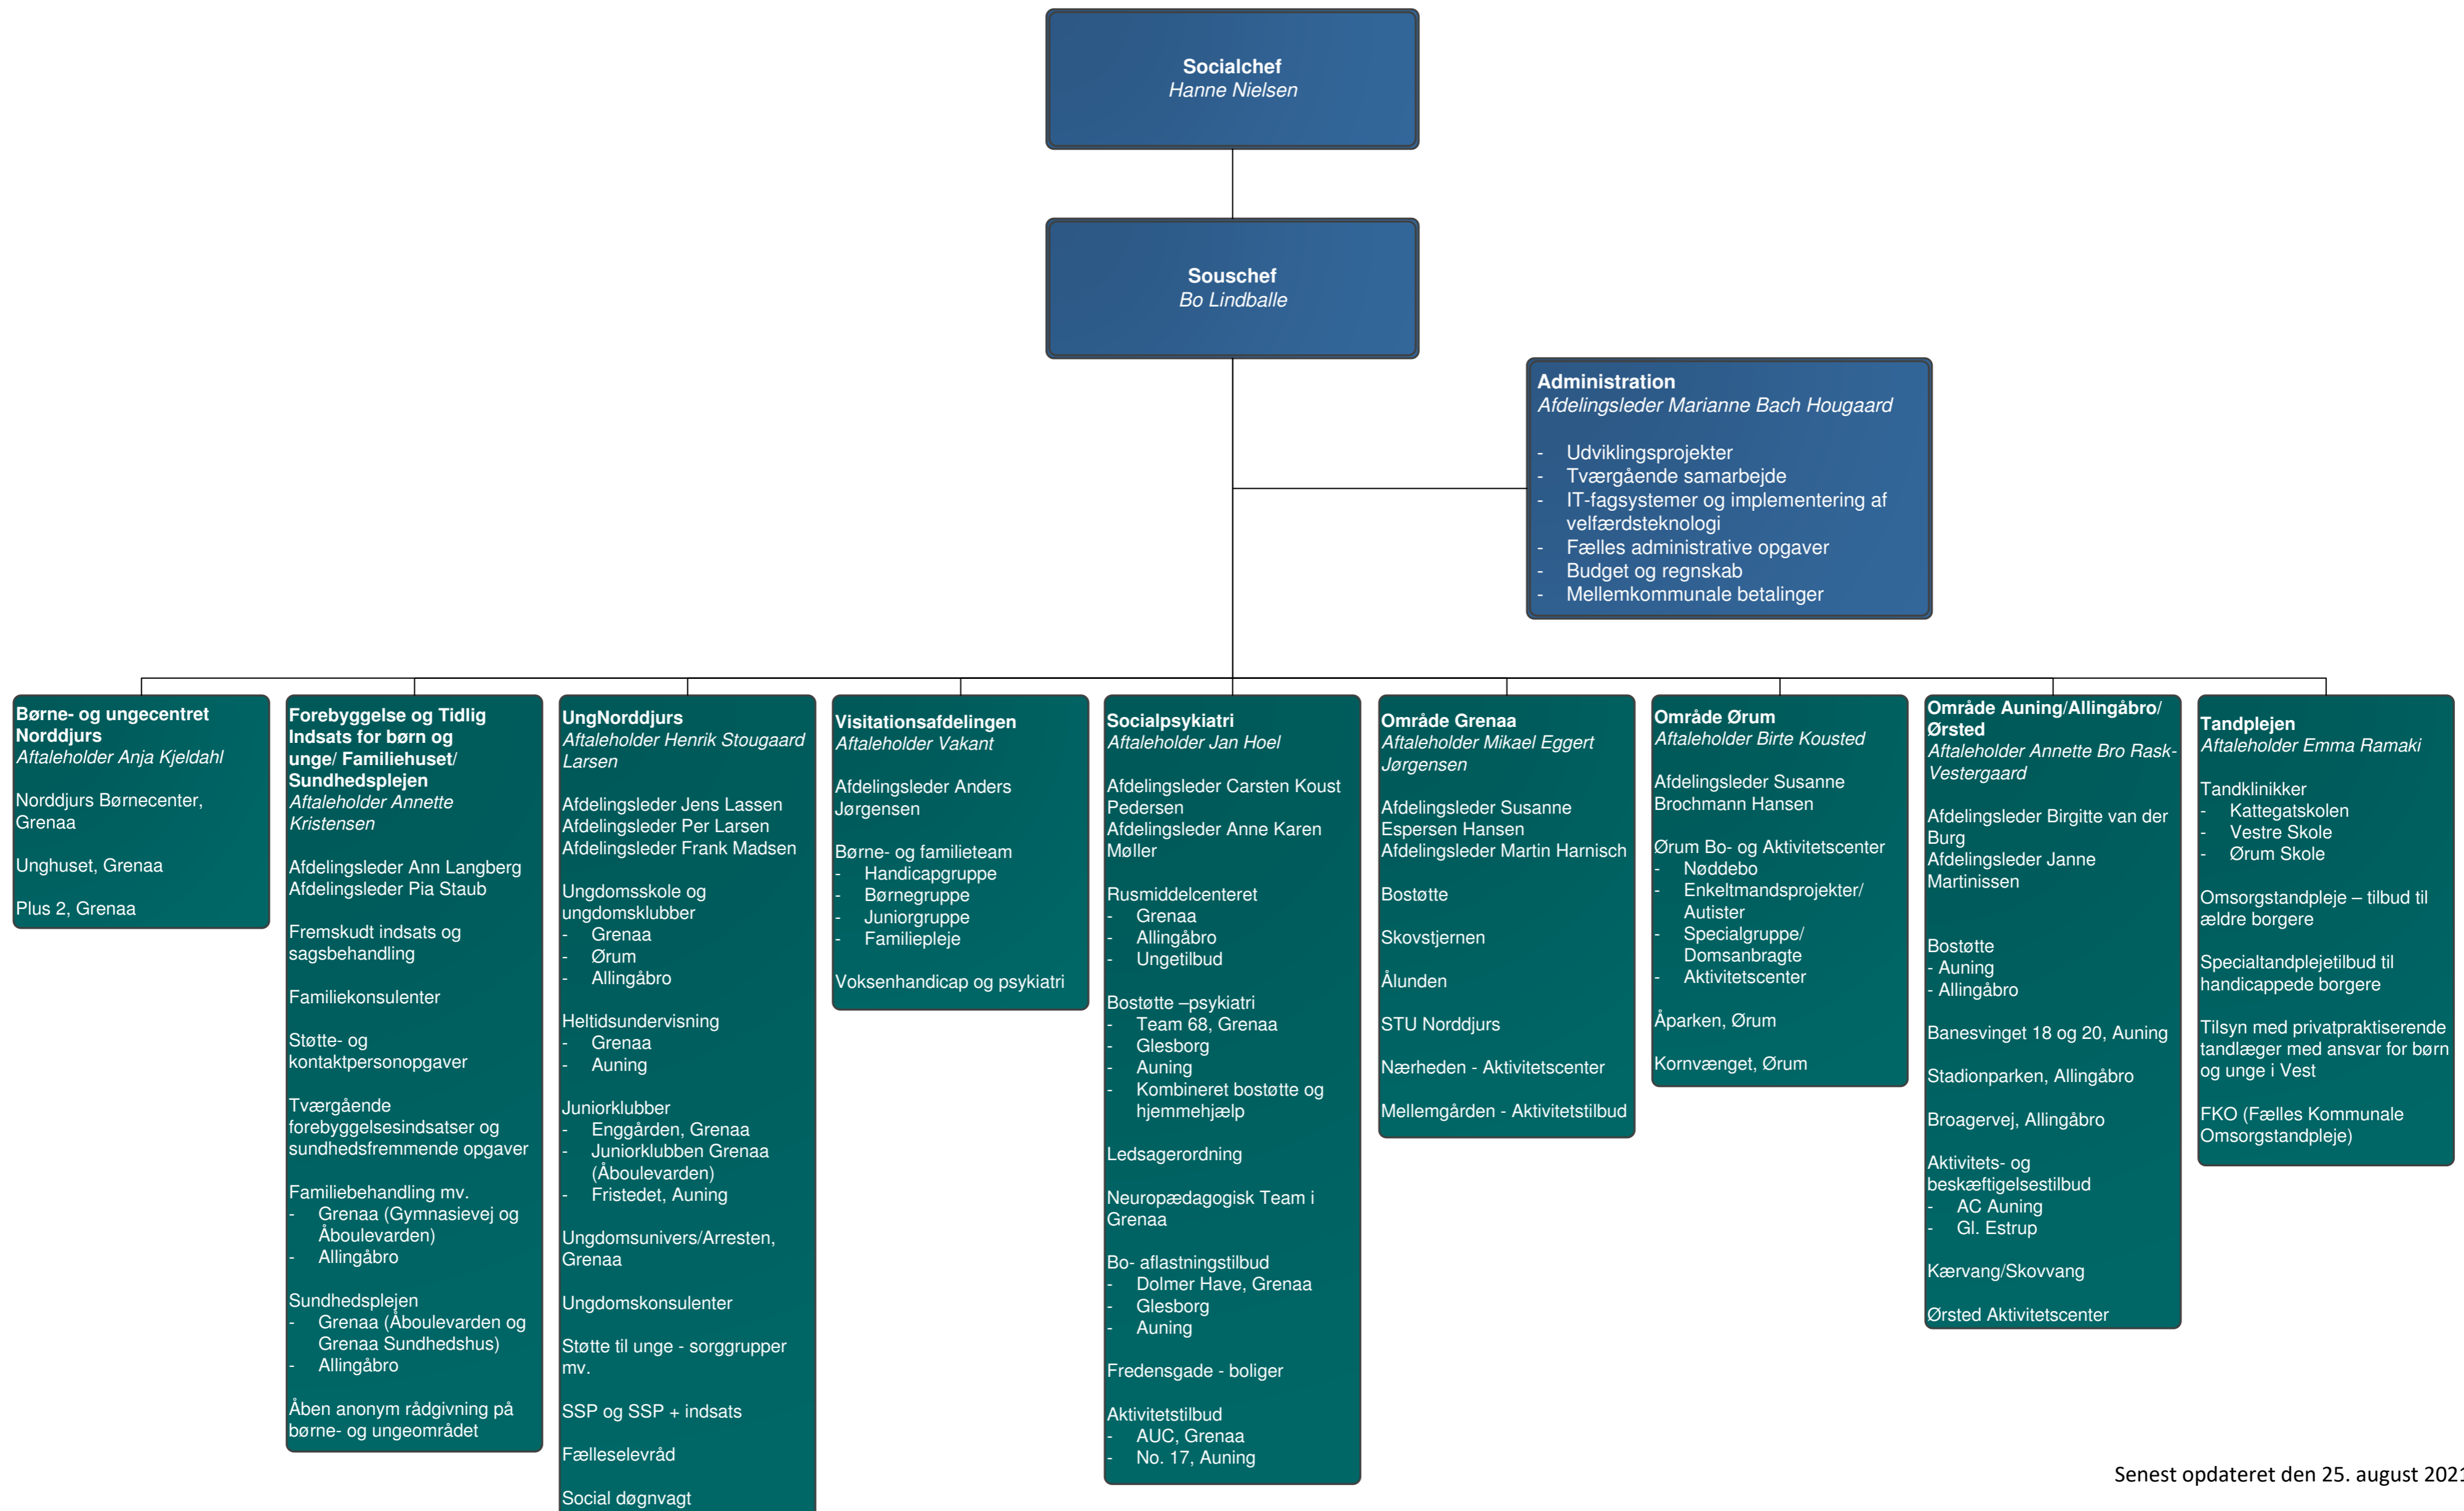 Socialchef
Hanne Nielsen
Souschef
Bo Lindballe
Administration
Afdelingsleder Marianne Bach Hougaard
- Udviklingsprojekter
- Tværgående samarbejde
- IT-fagsystemer og implementering af
velfærdsteknologi
- Fælles administrative opgaver
- Budget og regnskab
- Mellemkommunale betalinger
Børne- og ungecentret
Norddjurs
Aftaleholder Anja Kjeldahl
Norddjurs Børnecenter,
Grenaa
Unghuset, Grenaa
Plus 2, Grenaa
Forebyggelse og Tidlig
Indsats for børn og
unge/ Familiehuset/
Sundhedsplejen
Aftaleholder Annette
Kristensen
Afdelingsleder Ann Langberg
Afdelingsleder Pia Staub
Fremskudt indsats og
sagsbehandling
Familiekonsulenter
Støtte- og
kontaktpersonopgaver
Tværgående
forebyggelsesindsatser og
sundhedsfremmende opgaver
Familiebehandling mv.
- Grenaa (Gymnasievej og
Åboulevarden)
- Allingåbro
Sundhedsplejen
- Grenaa (Åboulevarden og
Grenaa Sundhedshus)
- Allingåbro
Åben anonym rådgivning på
børne- og ungeområdet
UngNorddjurs
Aftaleholder Henrik Stougaard
Larsen
Afdelingsleder Jens Lassen
Afdelingsleder Per Larsen
Afdelingsleder Frank Madsen
Ungdomsskole og
ungdomsklubber
- Grenaa
- Ørum
- Allingåbro
Heltidsundervisning
- Grenaa
- Auning
Juniorklubber
- Enggården, Grenaa
- Juniorklubben Grenaa
(Åboulevarden)
- Fristedet, Auning
Ungdomsunivers/Arresten,
Grenaa
Ungdomskonsulenter
Støtte til unge - sorggrupper
mv.
SSP og SSP + indsats
Fælleselevråd
Social døgnvagt
Visitationsafdelingen
Aftaleholder Vakant
Afdelingsleder Anders
Jørgensen
Børne- og familieteam
- Handicapgruppe
- Børnegruppe
- Juniorgruppe
- Familiepleje
Voksenhandicap og psykiatri
Socialpsykiatri
Aftaleholder Jan Hoel
Afdelingsleder Carsten Koust
Pedersen
Afdelingsleder Anne Karen
Møller
Rusmiddelcenteret
- Grenaa
- Allingåbro
- Ungetilbud
Bostøtte –psykiatri
- Team 68, Grenaa
- Glesborg
- Auning
- Kombineret bostøtte og
hjemmehjælp
Ledsagerordning
Neuropædagogisk Team i
Grenaa
Bo- aflastningstilbud
- Dolmer Have, Grenaa
- Glesborg
- Auning
Fredensgade - boliger
Aktivitetstilbud
- AUC, Grenaa
- No. 17, Auning
Område Grenaa
Aftaleholder Mikael Eggert
Jørgensen
Afdelingsleder Susanne
Espersen Hansen
Afdelingsleder Martin Harnisch
Bostøtte
Skovstjernen
Ålunden
STU Norddjurs
Nærheden - Aktivitetscenter
Mellemgården - Aktivitetstilbud
Område Ørum
Aftaleholder Birte Kousted
Afdelingsleder Susanne
Brochmann Hansen
Ørum Bo- og Aktivitetscenter
- Nøddebo
- Enkeltmandsprojekter/
Autister
- Specialgruppe/
Domsanbragte
- Aktivitetscenter
Åparken, Ørum
Kornvænget, Ørum
Område Auning/Allingåbro/
Ørsted
Aftaleholder Annette Bro Rask-
Vestergaard
Afdelingsleder Birgitte van der
Burg
Afdelingsleder Janne
Martinissen
Bostøtte
- Auning
- Allingåbro
Banesvinget 18 og 20, Auning
Stadionparken, Allingåbro
Broagervej, Allingåbro
Aktivitets- og
beskæftigelsestilbud
- AC Auning
- Gl. Estrup
Kærvang/Skovvang
Ørsted Aktivitetscenter
Tandplejen
Aftaleholder Emma Ramaki
Tandklinikker
- Kattegatskolen
- Vestre Skole
- Ørum Skole
Omsorgstandpleje – tilbud til
ældre borgere
Specialtandplejetilbud til
handicappede borgere
Tilsyn med privatpraktiserende
tandlæger med ansvar for børn
og unge i Vest
FKO (Fælles Kommunale
Omsorgstandpleje)
Senest opdateret den 25. august 2021